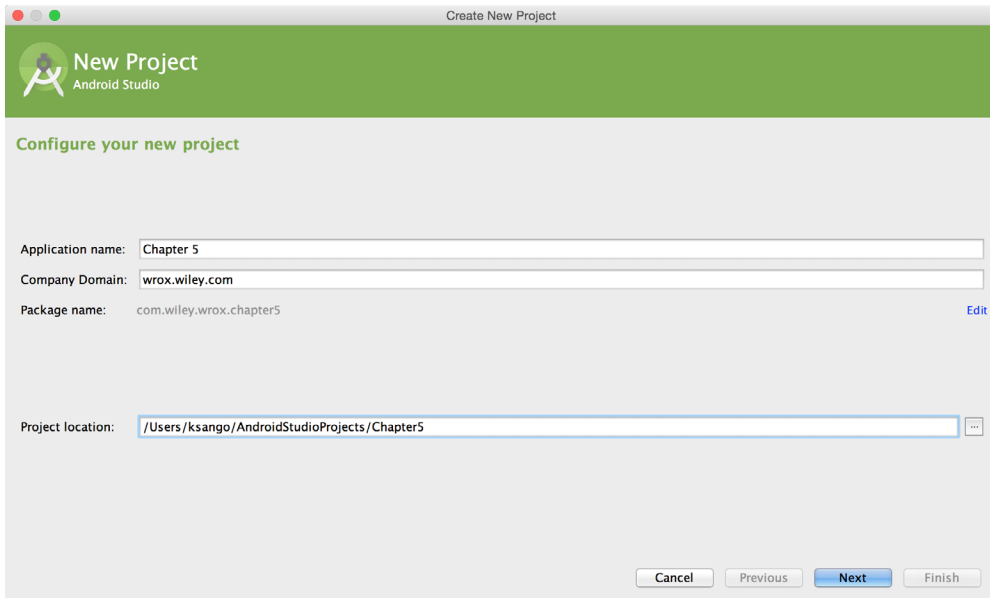 Create New Project
New Project
Android Studio
Configure your new project
Application name: Chapter 5
Company Domain: wrox.wiley.com
Package name: com.wiley.wrox.chapter5 Edit
Project location: /Users/ksango/AndroidStudioProjects/Chapter5 ...
Cancel Previous Next Finish